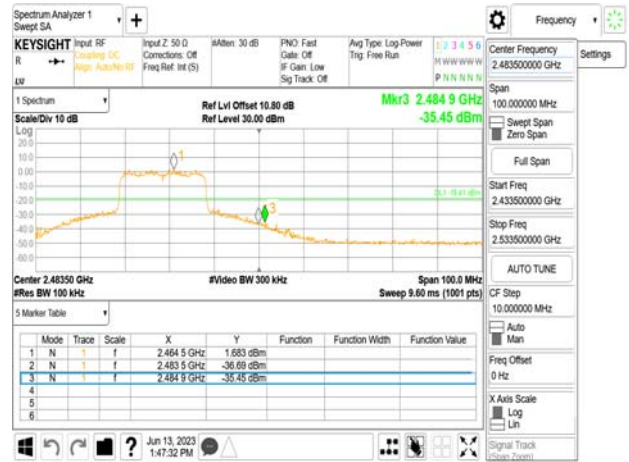 Spectrum Analyzer 1
Swept SA
+
Frequency
KEYSIGHT
Input: RF
Coupling: DC
Align: Auto/No RF
Input Z: 50 Ω
Corrections: Off
Freq Ref: Int (S)
#Atten: 30 dB
PNO: Fast
Gate: Off
IF Gain: Low
Sig Track: Off
Avg Type: Log-Power
Trig: Free Run
1 2 3 4 5 6
M W W W W W
P N N N N N
R
LVI
1 Spectrum
Scale/Div 10 dB
Ref Lvl Offset 10.80 dB
Ref Level 30.00 dBm
Mkr3 2.484 9 GHz
-35.45 dBm
Log
20.0
10.0
0.00
-10.0
-20.0
-30.0
-40.0
-50.0
-60.0
1
3
Center 2.48350 GHz
#Res BW 100 kHz
#Video BW 300 kHz
Span 100.0 MHz
Sweep 9.60 ms (1001 pts)
5 Marker Table
Mode Trace Scale X Y Function Function Width Function Value
1 N 1 f 2.464 5 GHz 1.683 dBm
2 N 1 f 2.483 5 GHz -36.69 dBm
3 N 1 f 2.484 9 GHz -35.45 dBm
4
5
6
?
Jun 13, 2023
1:47:32 PM
Center Frequency
2.483500000 GHz
Settings
Span
100.000000 MHz
Swept Span
Zero Span
Full Span
Start Freq
2.433500000 GHz
Stop Freq
2.533500000 GHz
AUTO TUNE
CF Step
10.000000 MHz
Auto
Man
Freq Offset
0 Hz
X Axis Scale
Log
Lin
Signal Track
(Span Zoom)